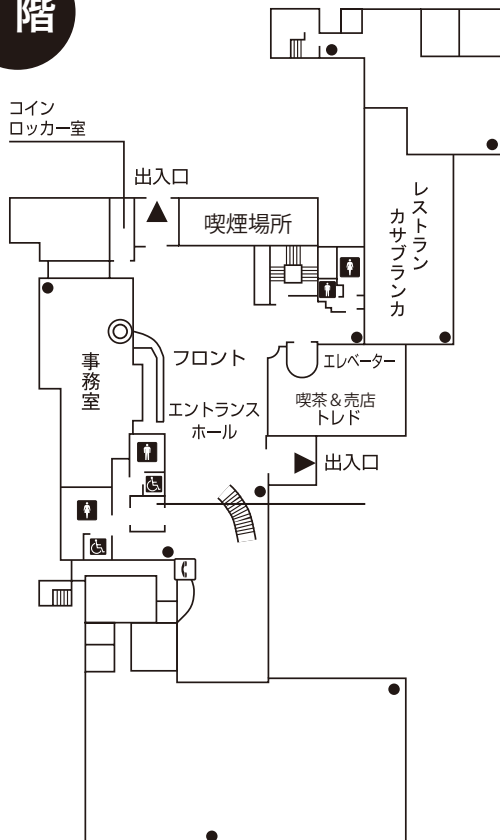 階
コイン
ロッカー室
出入口
喫煙場所
レストラン
カサブランカ
事務室
フロント
エレベーター
喫茶&売店
トレド
エントランス
ホール
出入口